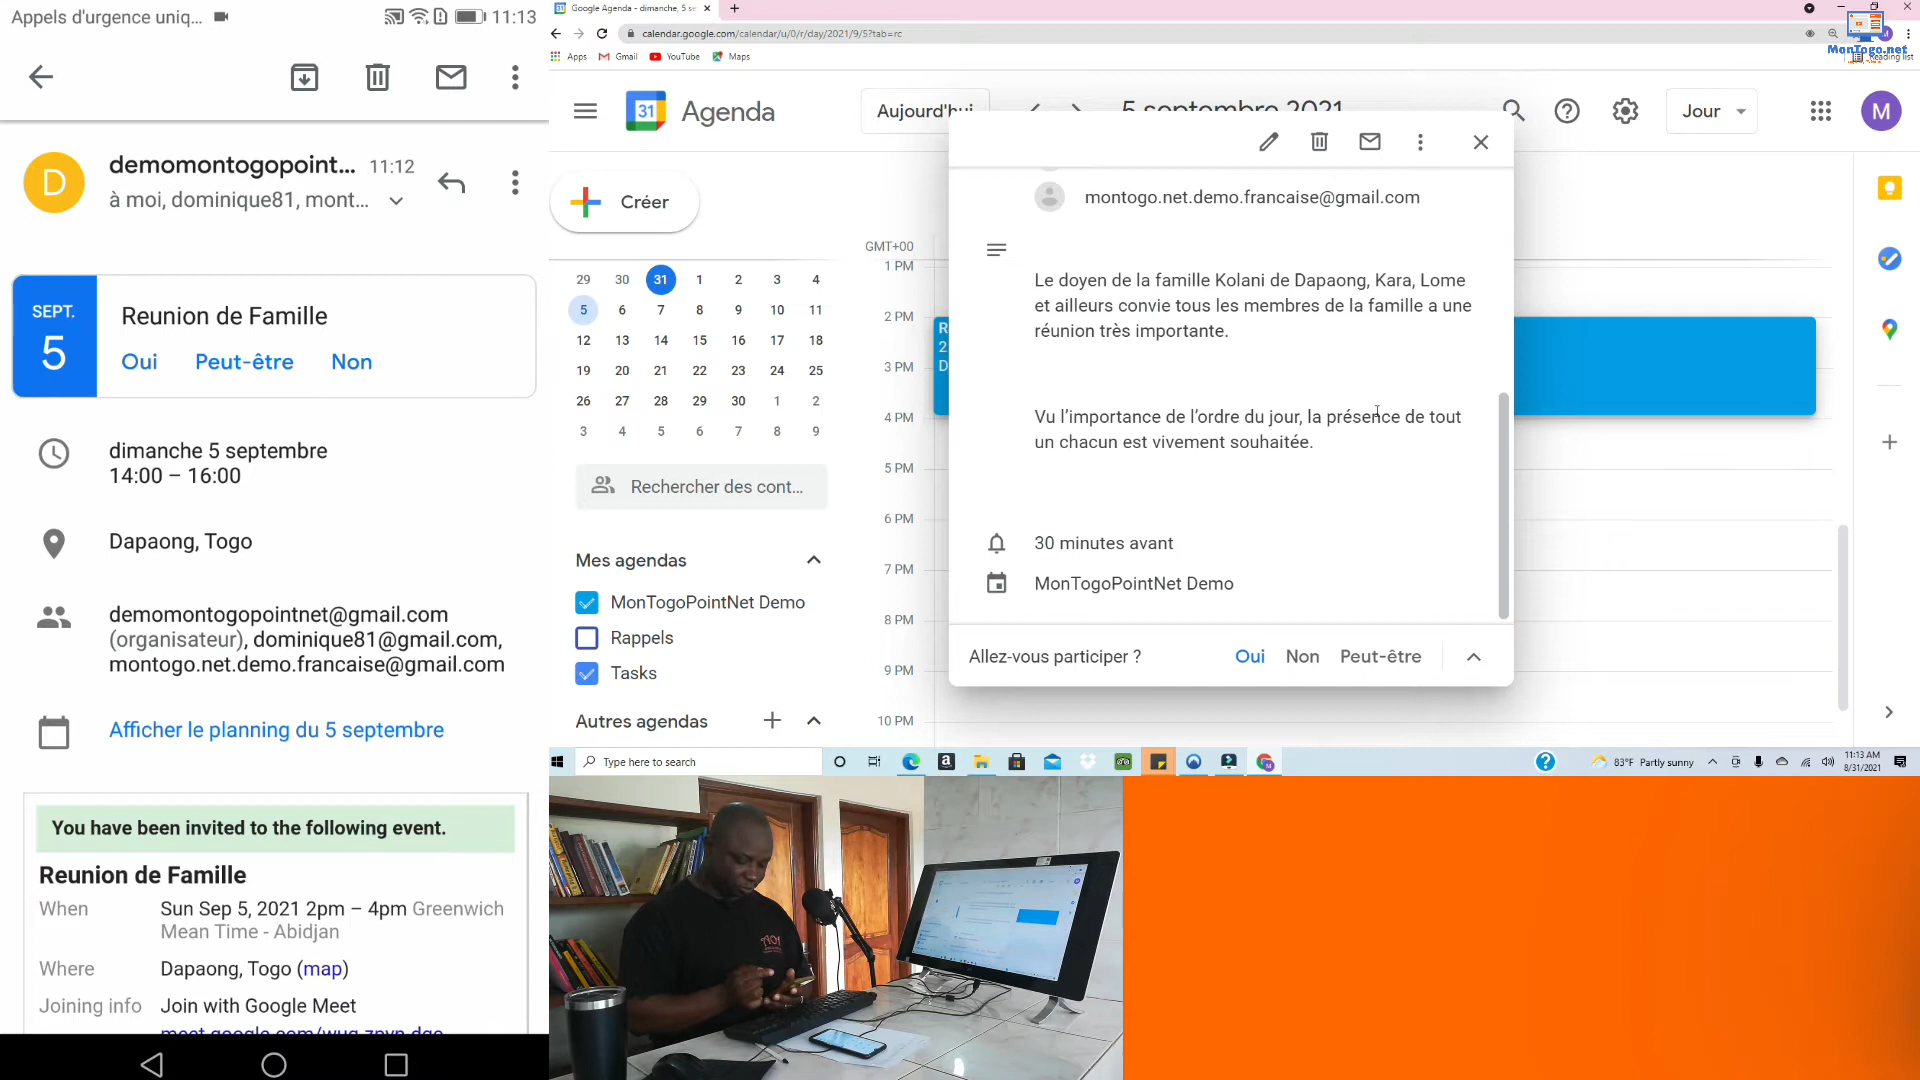 Appels d'urgence uniq...
11:13
demomontogopoint...
11:12
à moi, dominique81, mont...
D
SEPT.
5
Reunion de Famille
Oui
Peut-être
Non
dimanche 5 septembre
14:00 – 16:00
Dapaong, Togo
demomontogopointnet@gmail.com
(organisateur), dominique81@gmail.com,
montogo.net.demo.francaise@gmail.com
Afficher le planning du 5 septembre
You have been invited to the following event.
Reunion de Famille
When
Sun Sep 5, 2021 2pm – 4pm Greenwich
Mean Time - Abidjan
Where
Dapaong, Togo (map)
Joining info
Join with Google Meet
Google Agenda - dimanche, 5 se
calendar.google.com/calendar/u/0/r/day/2021/9/5?tab=rc
Apps
Gmail
YouTube
Maps
MonTogo.net
Reading list
31
Agenda
Aujourd'hui
5 septembre 2021
Jour
M
Créer
29 30 31 1 2 3 4
5 6 7 8 9 10 11
12 13 14 15 16 17 18
19 20 21 22 23 24 25
26 27 28 29 30 1 2
3 4 5 6 7 8 9
Rechercher des cont...
Mes agendas
MonTogoPointNet Demo
Rappels
Tasks
Autres agendas
GMT+00
1 PM
2 PM
3 PM
4 PM
5 PM
6 PM
7 PM
8 PM
9 PM
10 PM
R
2
D
montogo.net.demo.francaise@gmail.com
Le doyen de la famille Kolani de Dapaong, Kara, Lome
et ailleurs convie tous les membres de la famille a une
réunion très importante.
Vu l'importance de l'ordre du jour, la présence de tout
un chacun est vivement souhaitée.
30 minutes avant
MonTogoPointNet Demo
Allez-vous participer ?
Oui
Non
Peut-être
Type here to search
83°F Partly sunny
11:13 AM
8/31/2021